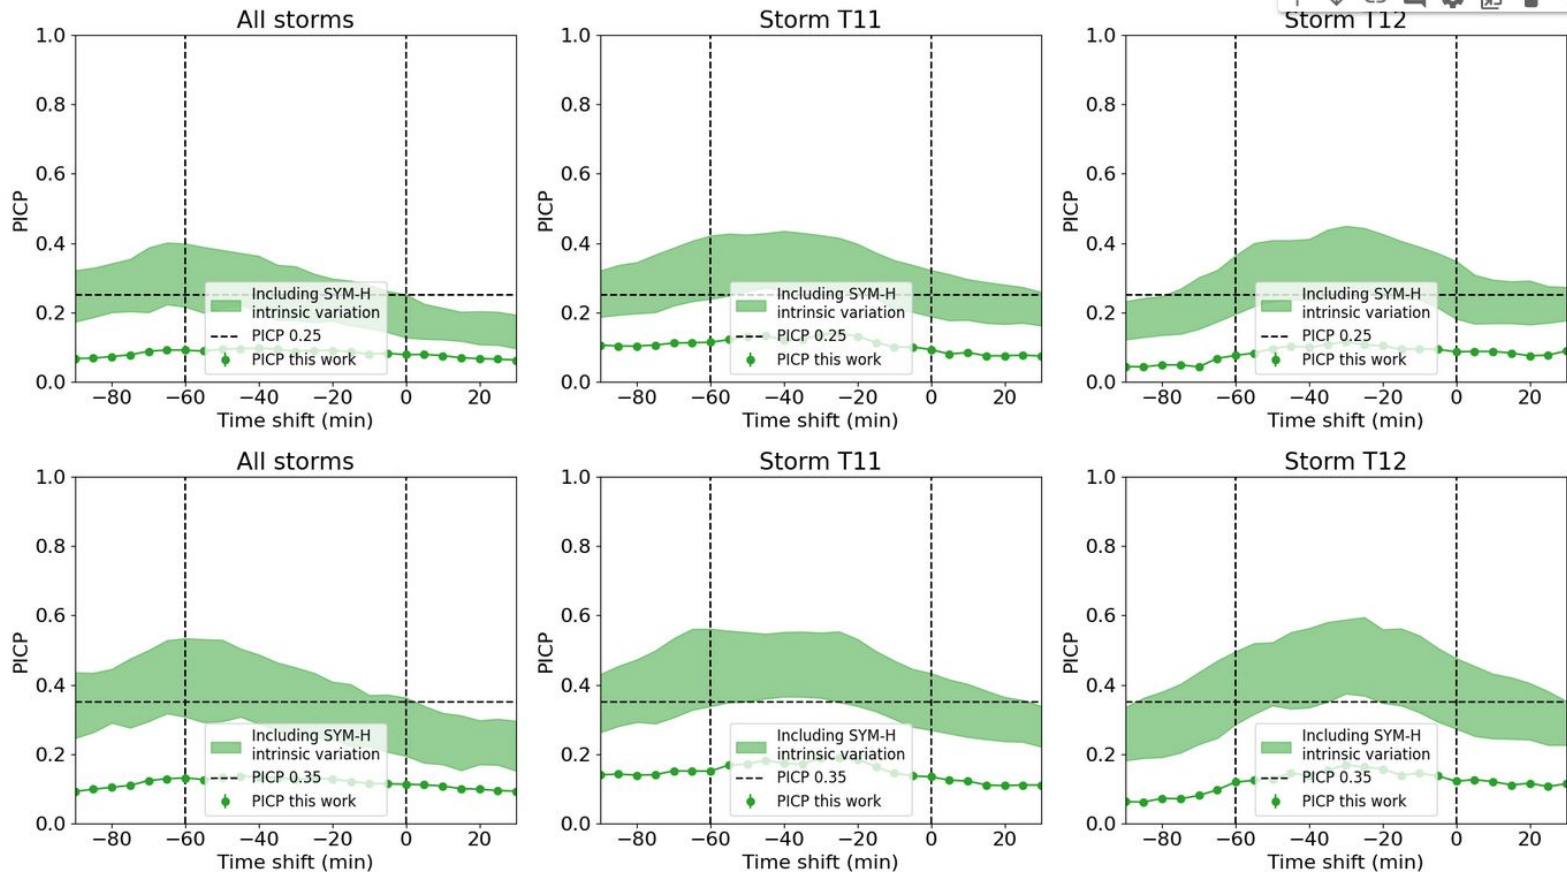 All storms
Storm T11
Storm T12
1.0
0.8
0.6
0.4
0.2
0.0
PICP
Including SYM-H
intrinsic variation
PICP 0.25
PICP this work
−80 −60 −40 −20 0 20
Time shift (min)
1.0
0.8
0.6
0.4
0.2
0.0
PICP
Including SYM-H
intrinsic variation
PICP 0.25
PICP this work
−80 −60 −40 −20 0 20
Time shift (min)
1.0
0.8
0.6
0.4
0.2
0.0
PICP
Including SYM-H
intrinsic variation
PICP 0.25
PICP this work
−80 −60 −40 −20 0 20
Time shift (min)
All storms
Storm T11
Storm T12
1.0
0.8
0.6
0.4
0.2
0.0
PICP
Including SYM-H
intrinsic variation
PICP 0.35
PICP this work
−80 −60 −40 −20 0 20
Time shift (min)
1.0
0.8
0.6
0.4
0.2
0.0
PICP
Including SYM-H
intrinsic variation
PICP 0.35
PICP this work
−80 −60 −40 −20 0 20
Time shift (min)
1.0
0.8
0.6
0.4
0.2
0.0
PICP
Including SYM-H
intrinsic variation
PICP 0.35
PICP this work
−80 −60 −40 −20 0 20
Time shift (min)